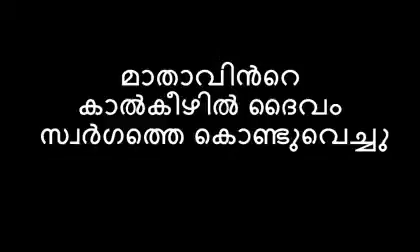 മാതാവിൻറെ
കാൽകീഴിൽ ദൈവം
സ്വർഗത്തെ കൊണ്ടുവെച്ചു